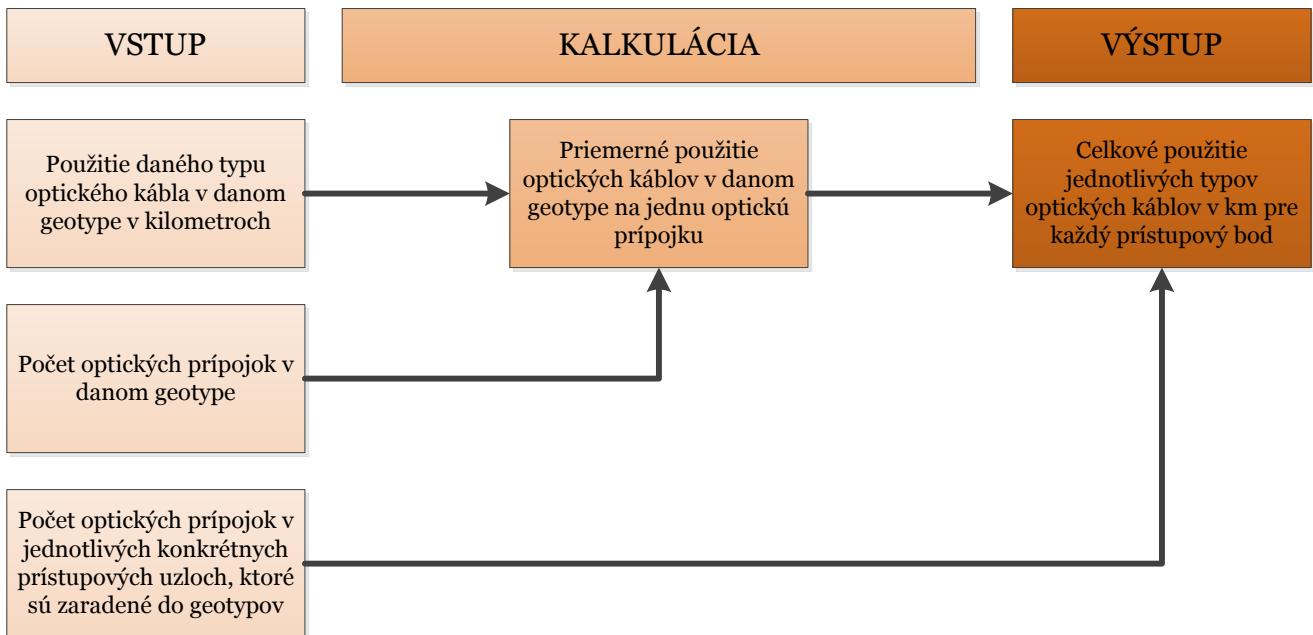 VSTUP
KALKULÁCIA
VÝSTUP
Použitie daného typu
optického kábla v danom
geotype v kilometroch
Priemerné použitie
optických káblov v danom
geotype na jednu optickú
prípojku
Celkové použitie
jednotlivých typov
optických káblov v km pre
každý prístupový bod
Počet optických prípojok v
danom geotype
Počet optických prípojok v
jednotlivých konkrétnych
prístupových uzloch, ktoré
sú zaradené do geotypov